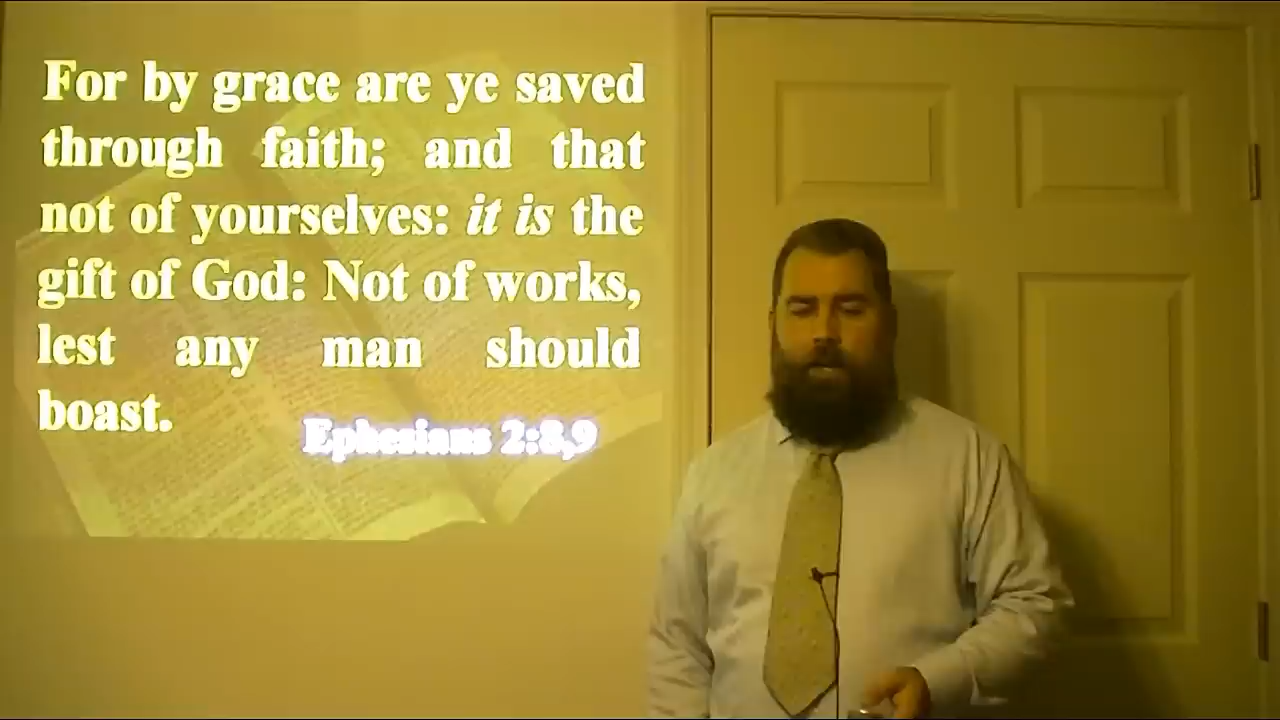 For by grace are ye saved
through faith; and that
not of yourselves: it is the
gift of God: Not of works,
lest any man should
boast.
Ephesians 2:8,9